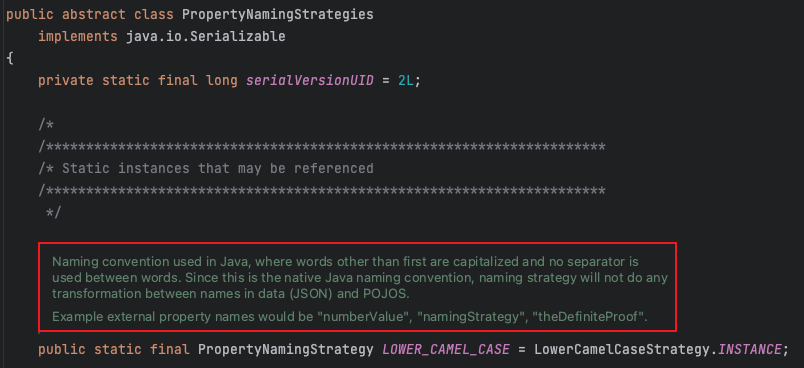 public abstract class PropertyNamingStrategies
implements java.io.Serializable
{
private static final long serialVersionUID = 2L;
/*
/**********************************************************************
/* Static instances that may be referenced
/**********************************************************************
*/
Naming convention used in Java, where words other than first are capitalized and no separator is
used between words. Since this is the native Java naming convention, naming strategy will not do any
transformation between names in data (JSON) and POJOS.
Example external property names would be "numberValue", "namingStrategy", "theDefiniteProof".
public static final PropertyNamingStrategy LOWER_CAMEL_CASE = LowerCamelCaseStrategy.INSTANCE;